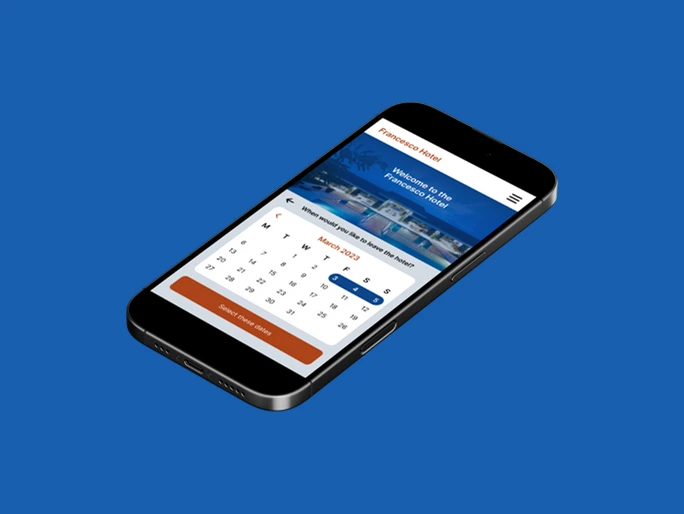 Francesco Hotel
Welcome to the
Francesco Hotel
When would you like to leave the hotel?
March 2023
M T W T F S S
1 2 3 4 5
6 7 8 9 10 11 12
13 14 15 16 17 18 19
20 21 22 23 24 25 26
27 28 29 30 31
Select these dates